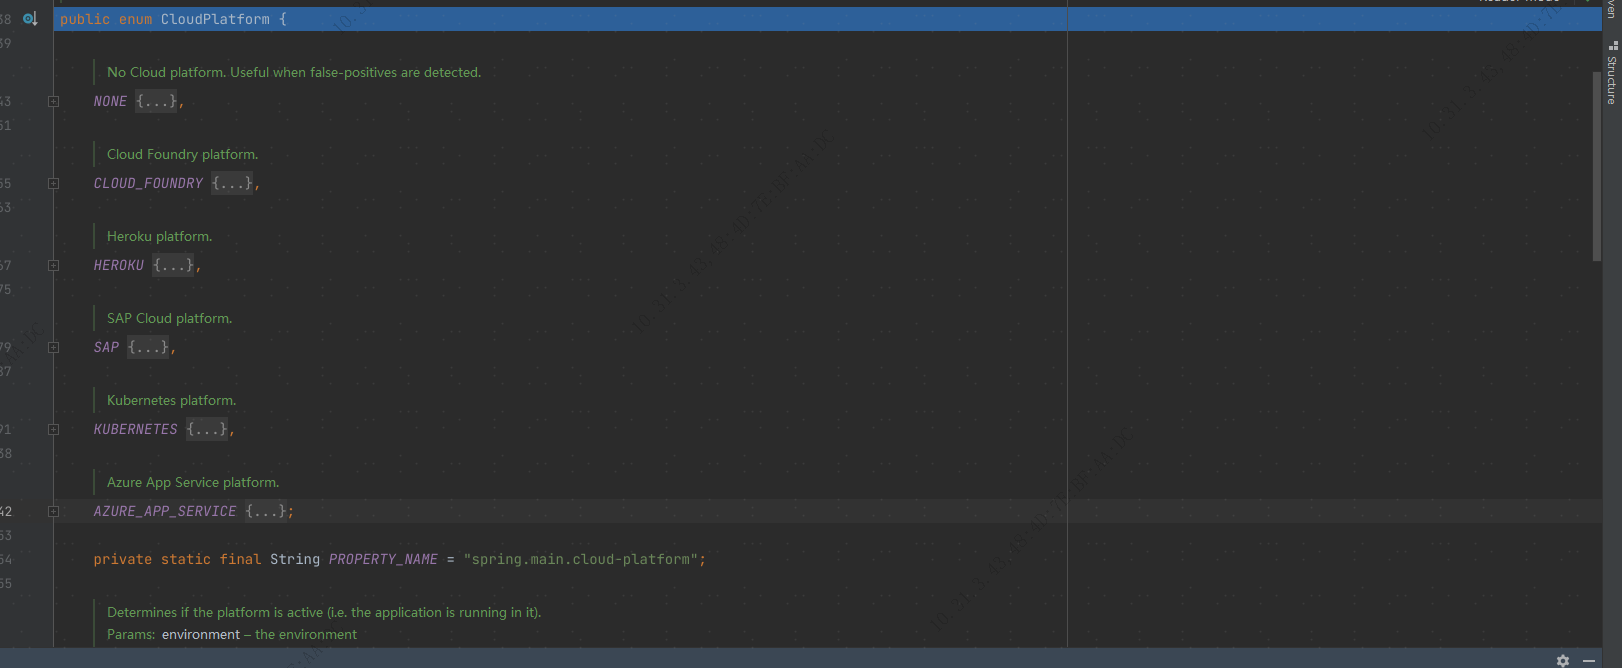 38 public enum CloudPlatform {
39
No Cloud platform. Useful when false-positives are detected.
43 NONE {...},
51
Cloud Foundry platform.
55 CLOUD_FOUNDRY {...},
63
Heroku platform.
67 HEROKU {...},
75
SAP Cloud platform.
79 SAP {...},
87
Kubernetes platform.
91 KUBERNETES {...},
38
Azure App Service platform.
42 AZURE_APP_SERVICE {...};
53
54 private static final String PROPERTY_NAME = "spring.main.cloud-platform";
55
Determines if the platform is active (i.e. the application is running in it).
Params: environment – the environment
Structure